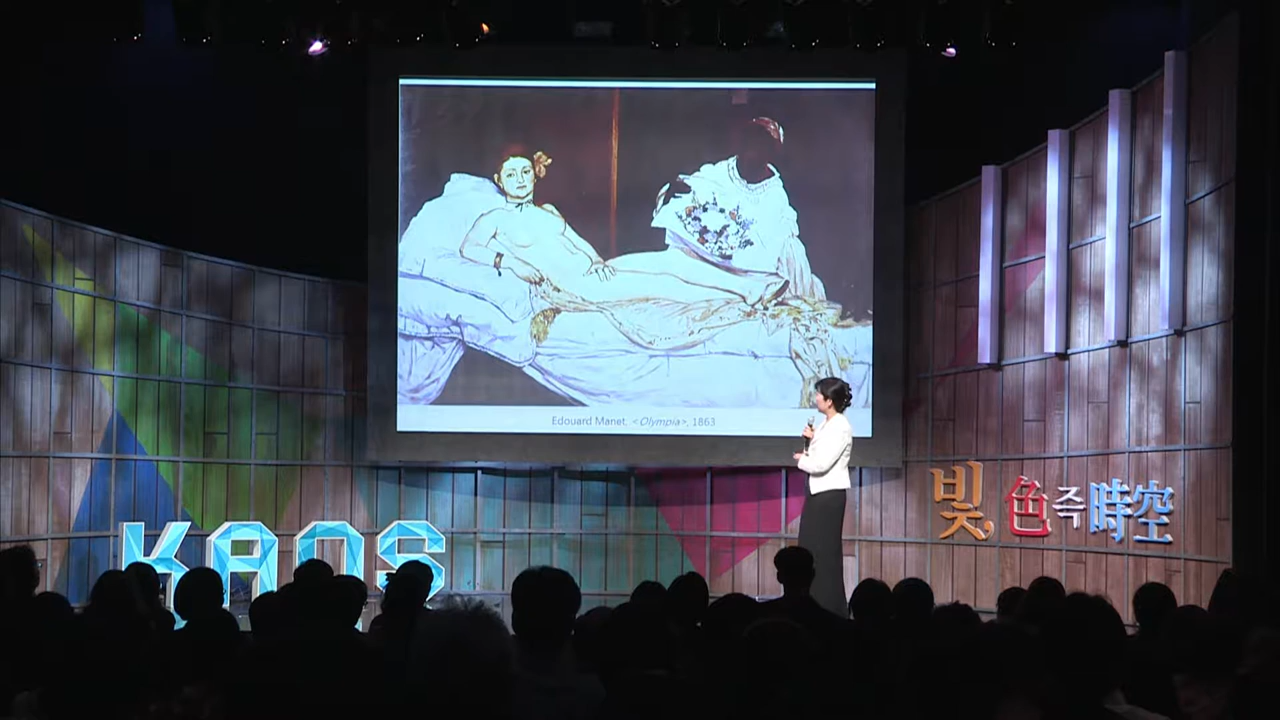 Edouard Manet, <Olympia>, 1863
빛, 色즉時空
KAOS